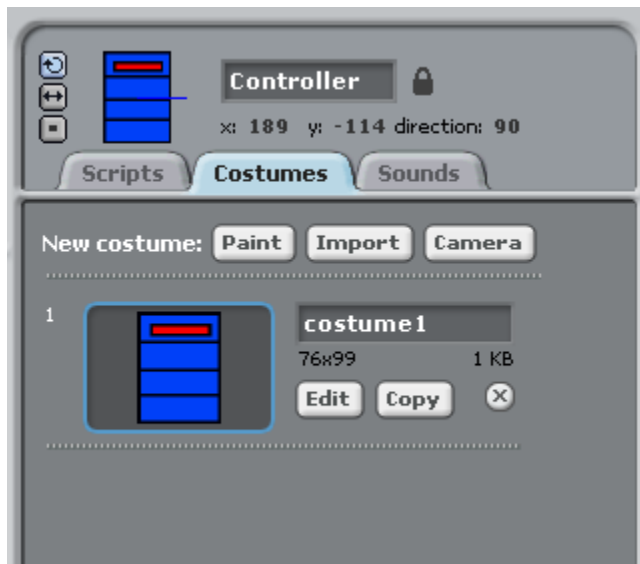 Controller
x: 189 y: -114 direction: 90
Scripts Costumes Sounds
New costume: Paint Import Camera
1
costume1
76x99 1 KB
Edit Copy